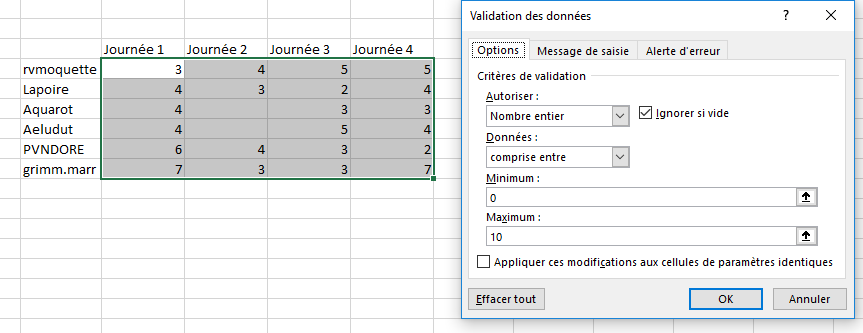 Journée 1 Journée 2 Journée 3 Journée 4
rvmoquette 3 4 5 5
Lapoire 4 3 2 4
Aquarot 4 3 3
Aeludut 4 5 4
PVNDORE 6 4 3 2
grimm.marr 7 3 3 7
Validation des données ?
Options Message de saisie Alerte d'erreur
Critères de validation
Autoriser :
Nombre entier Ignorer si vide
Données :
comprise entre
Minimum :
0
Maximum :
10
Appliquer ces modifications aux cellules de paramètres identiques
Effacer tout OK Annuler